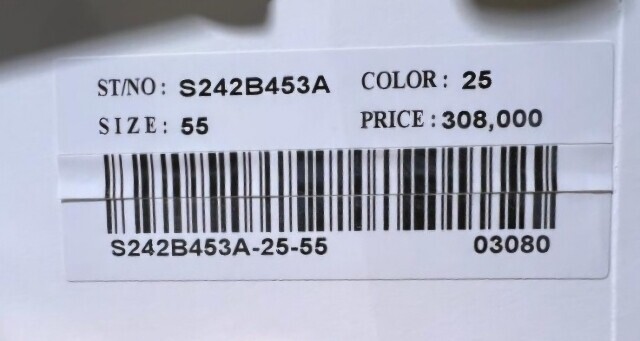 ST/NO : S242B453A COLOR : 25
SIZE : 55 PRICE : 308,000
S242B453A-25-55 03080